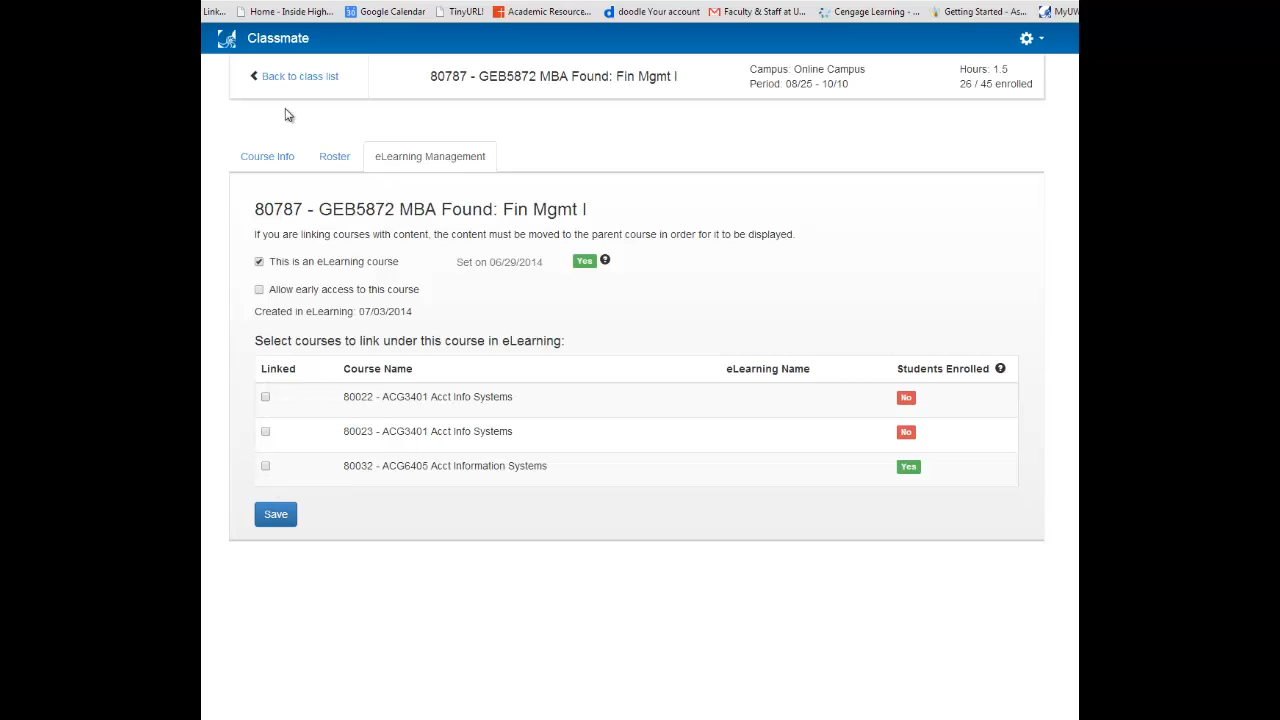 Link... Home - Inside High... Google Calendar TinyURL! Academic Resource... doodle Your account Faculty & Staff at U... Cengage Learning - ... Getting Started - As... MyUW
Classmate
Back to class list
80787 - GEB5872 MBA Found: Fin Mgmt I
Campus: Online Campus
Period: 08/25 - 10/10
Hours: 1.5
26 / 45 enrolled
Course Info Roster eLearning Management
80787 - GEB5872 MBA Found: Fin Mgmt I
If you are linking courses with content, the content must be moved to the parent course in order for it to be displayed.
This is an eLearning course Set on 06/29/2014 Yes ?
Allow early access to this course
Created in eLearning: 07/03/2014
Select courses to link under this course in eLearning:
Linked Course Name eLearning Name Students Enrolled ?
80022 - ACG3401 Acct Info Systems No
80023 - ACG3401 Acct Info Systems No
80032 - ACG6405 Acct Information Systems Yes
Save